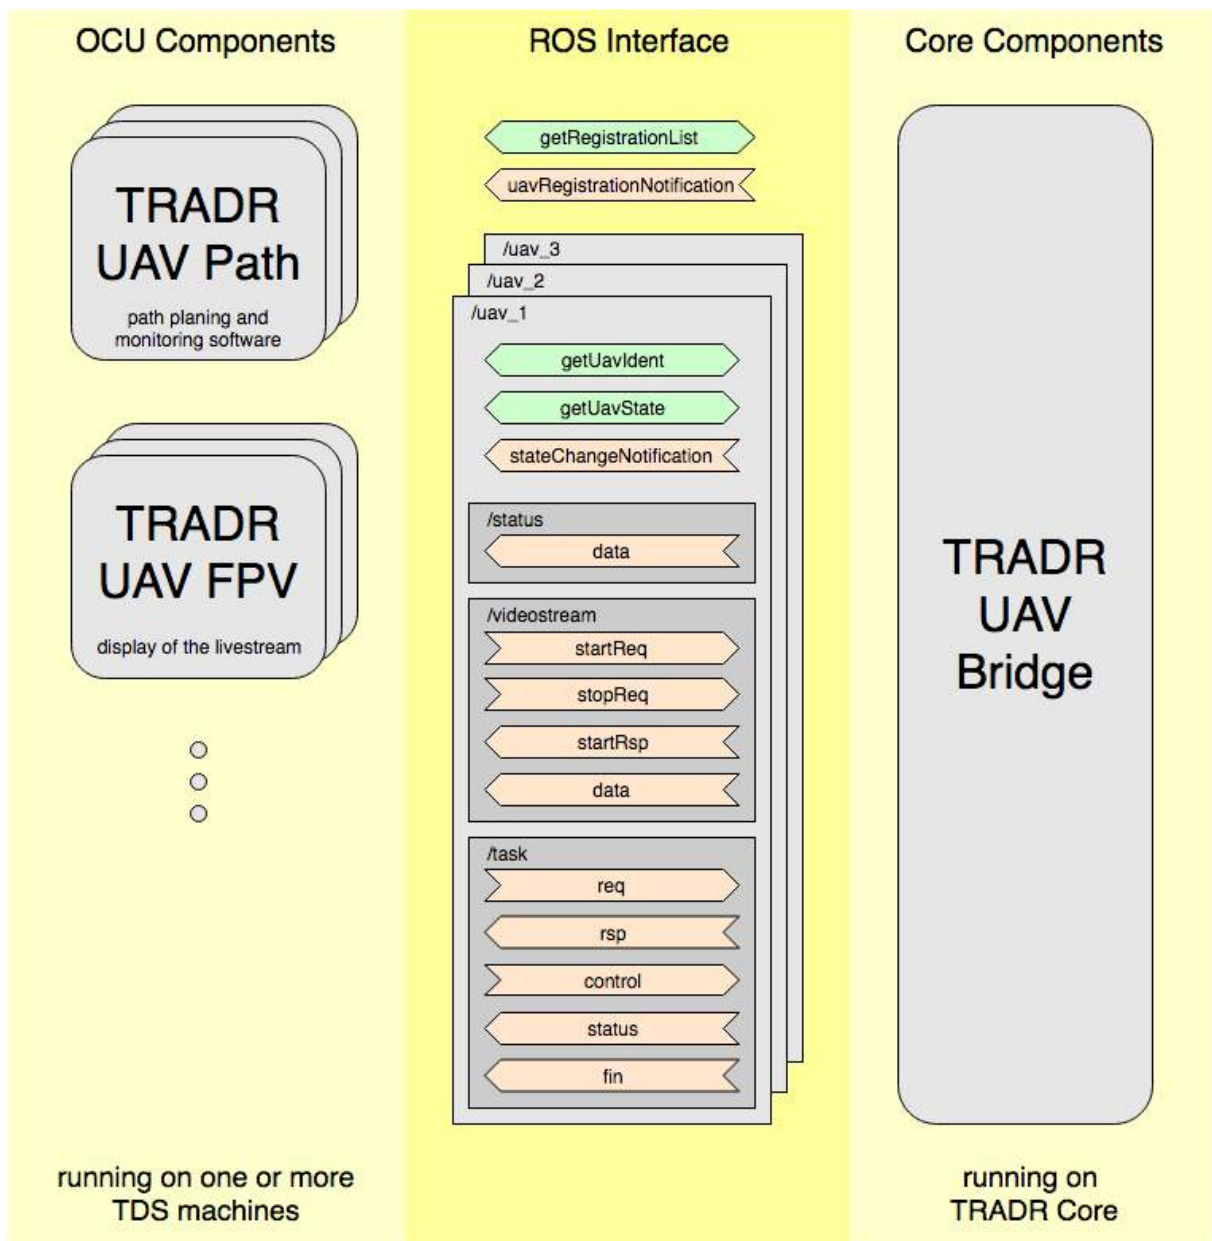 OCU Components
ROS Interface
Core Components
TRADR
UAV Path
path planing and
monitoring software
TRADR
UAV FPV
display of the livestream
getRegistrationList
uavRegistrationNotification
/uav_3
/uav_2
/uav_1
getUavIdent
getUavState
stateChangeNotification
/status
data
/videostream
startReq
stopReq
startRsp
data
/task
req
rsp
control
status
fin
TRADR
UAV
Bridge
running on one or more
TDS machines
running on
TRADR Core